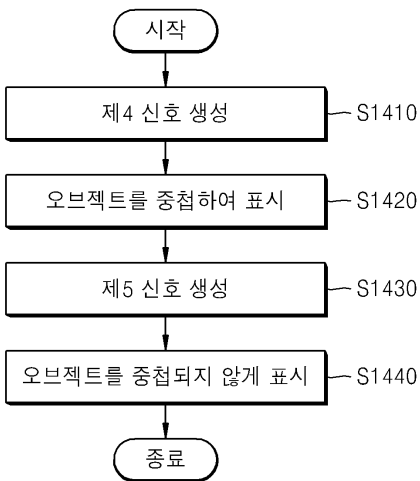 시작
제4 신호 생성 S1410
오브젝트를 중첩하여 표시 S1420
제5 신호 생성 S1430
오브젝트를 중첩되지 않게 표시 S1440
종료